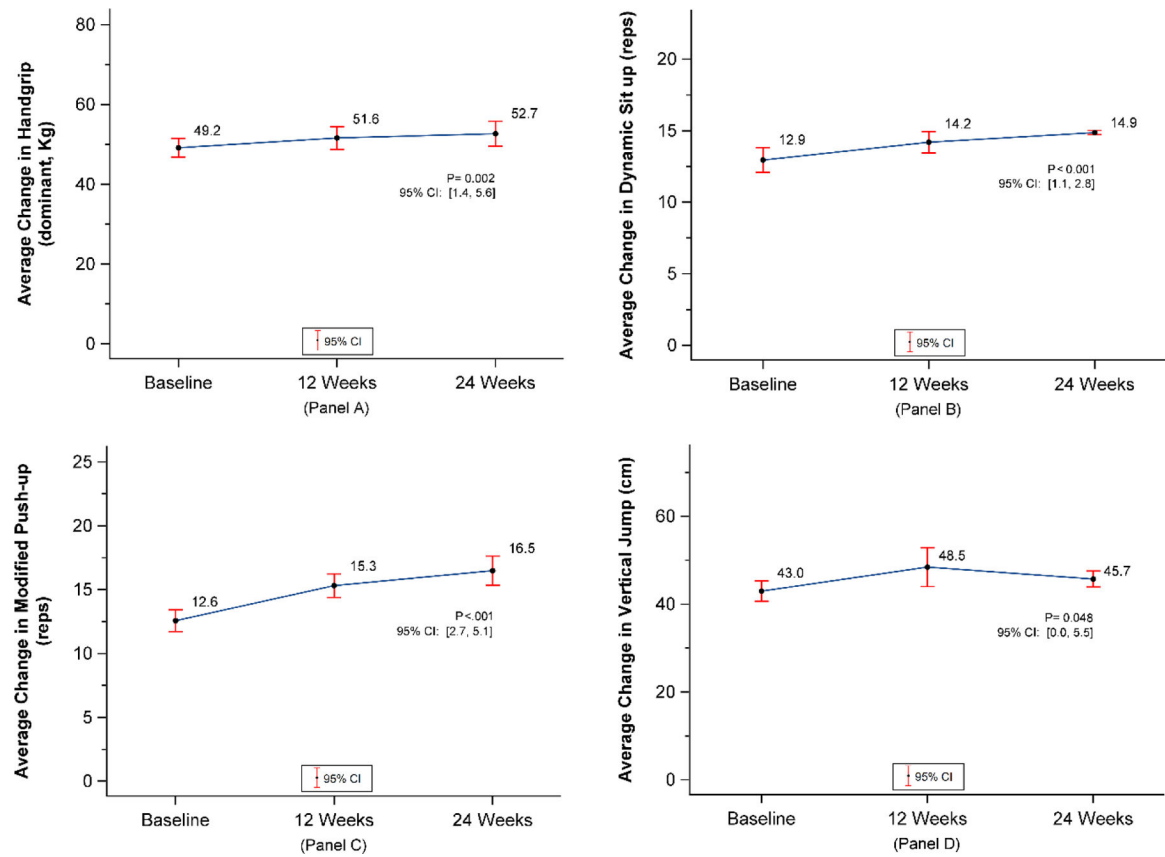 Average Change in Handgrip
(dominant, Kg)
80
60
40
20
0
49.2
51.6
52.7
P= 0.002
95% CI: [1.4, 5.6]
95% CI
Baseline
12 Weeks
24 Weeks
(Panel A)
Average Change in Dynamic Sit up (reps)
20
15
10
5
0
12.9
14.2
14.9
P<0.001
95% CI: [1.1, 2.8]
95% CI
Baseline
12 Weeks
24 Weeks
(Panel B)
Average Change in Modified Push-up
(reps)
25
20
15
10
5
0
12.6
15.3
16.5
P<.001
95% CI: [2.7, 5.1]
95% CI
Baseline
12 Weeks
24 Weeks
(Panel C)
Average Change in Vertical Jump (cm)
60
40
20
0
43.0
48.5
45.7
P= 0.048
95% CI: [0.0, 5.5]
95% CI
Baseline
12 Weeks
24 Weeks
(Panel D)